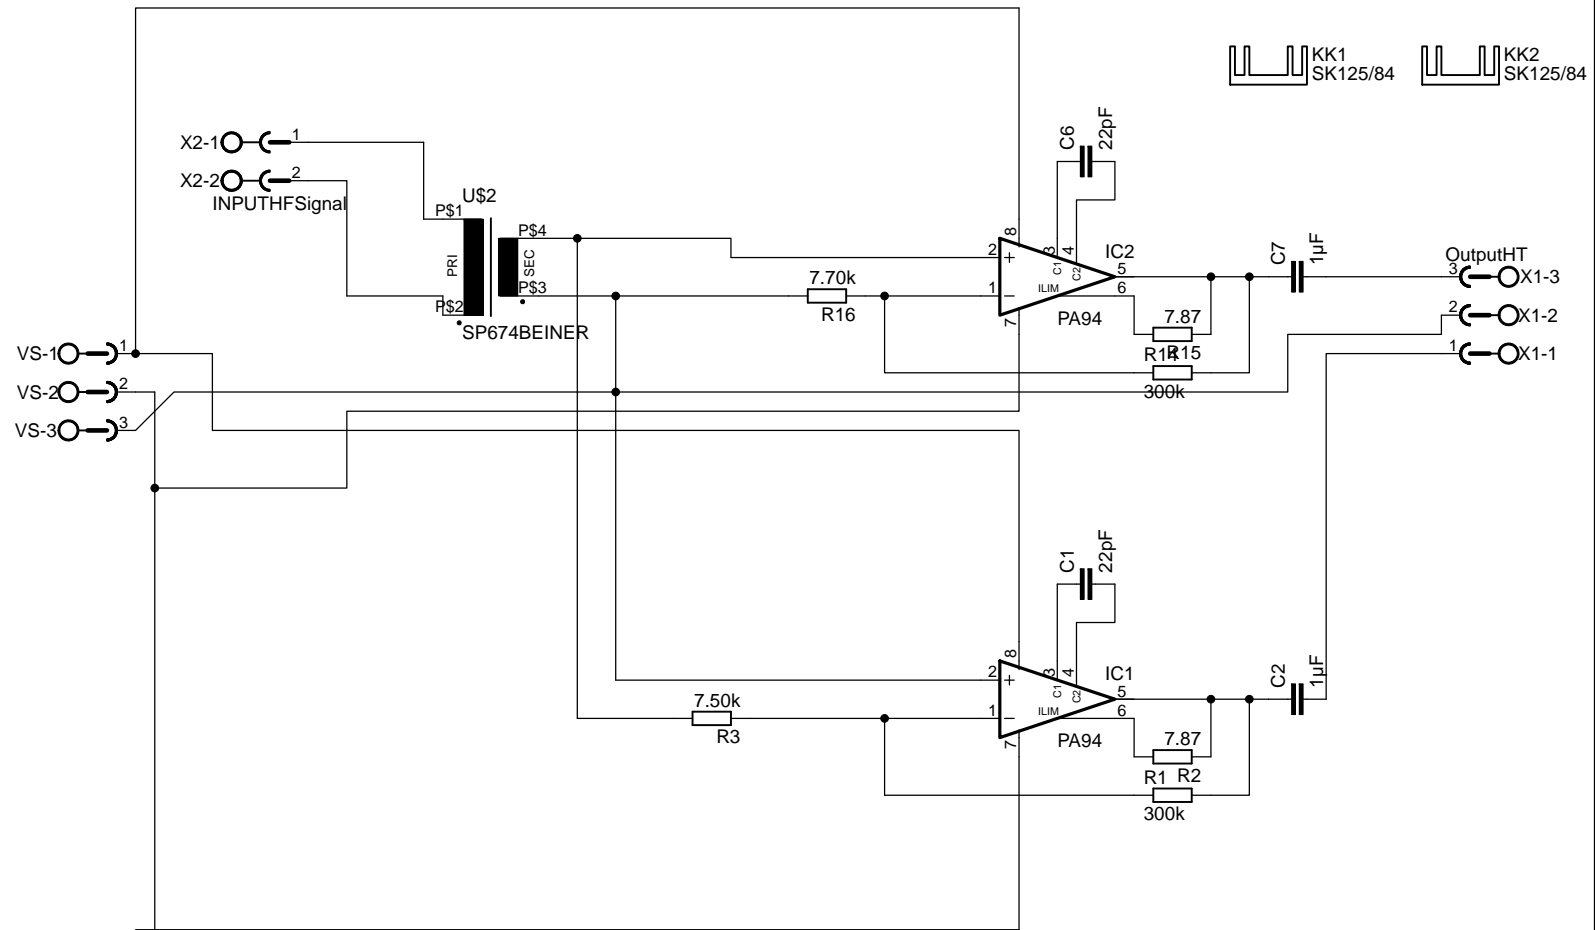 KK1
SK125/84
KK2
SK125/84
X2-1
1
X2-2
2
INPUTHFSignal
U$2
P$1
P$4
PRI
SEC
P$3
P$2
SP674BEINER
C6
22pF
8
3
4
C1
C2
2
+
IC2
5
1
-
ILIM
6
7
PA94
7.70k
R16
C7
1µF
7.87
R14
R15
300k
OutputHT
3
X1-3
2
X1-2
1
X1-1
VS-1
1
VS-2
2
VS-3
3
C1
22pF
8
3
4
C1
C2
2
+
IC1
5
1
-
ILIM
6
7
PA94
7.50k
R3
C2
1µF
7.87
R1
R2
300k